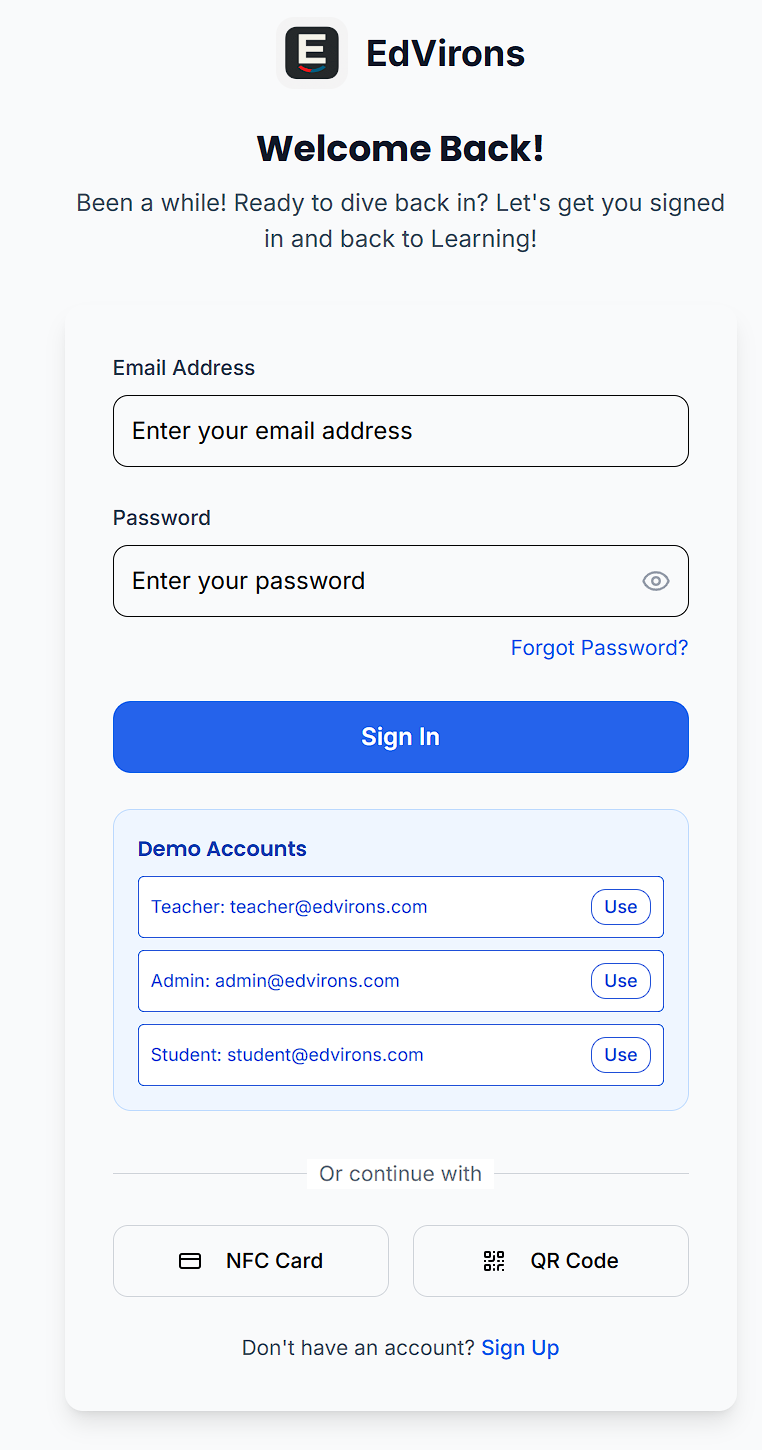 E
EdVirons
Welcome Back!
Been a while! Ready to dive back in? Let's get you signed
in and back to Learning!
Email Address
Enter your email address
Password
Enter your password
Forgot Password?
Sign In
Demo Accounts
Teacher: teacher@edvirons.com
Use
Admin: admin@edvirons.com
Use
Student: student@edvirons.com
Use
Or continue with
NFC Card
QR Code
Don't have an account? Sign Up